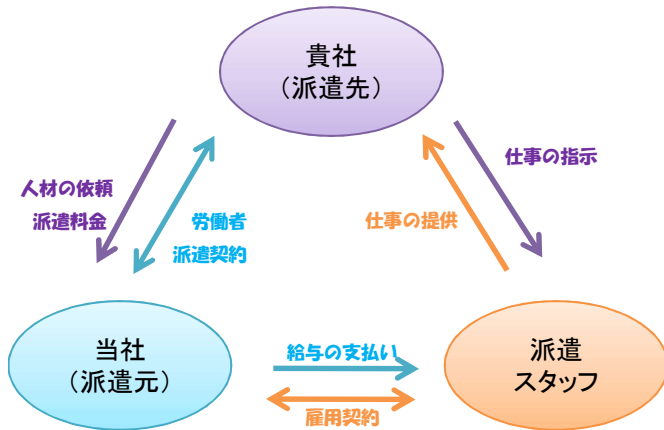 貴社
（派遣先）
人材の依頼
派遣料金
労働者
派遣契約
仕事の提供
仕事の指示
当社
（派遣元）
給与の支払い
雇用契約
派遣
スタッフ